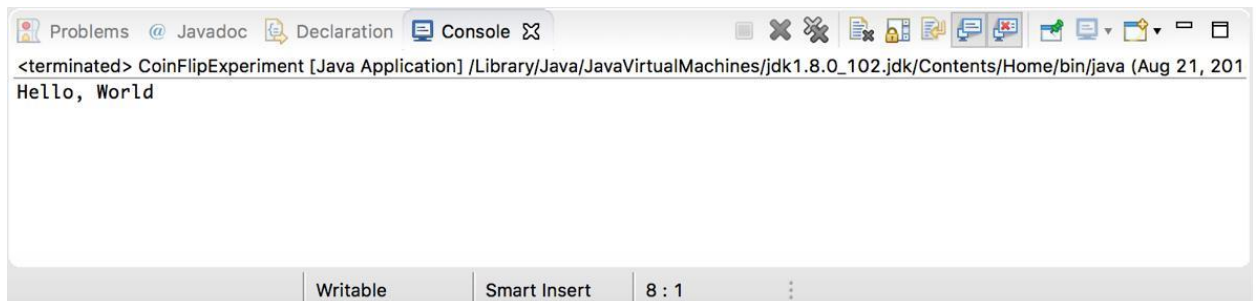 Problems @ Javadoc Declaration Console
<terminated> CoinFlipExperiment [Java Application] /Library/Java/JavaVirtualMachines/jdk1.8.0_102.jdk/Contents/Home/bin/java (Aug 21, 201
Hello, World
Writable Smart Insert 8 : 1